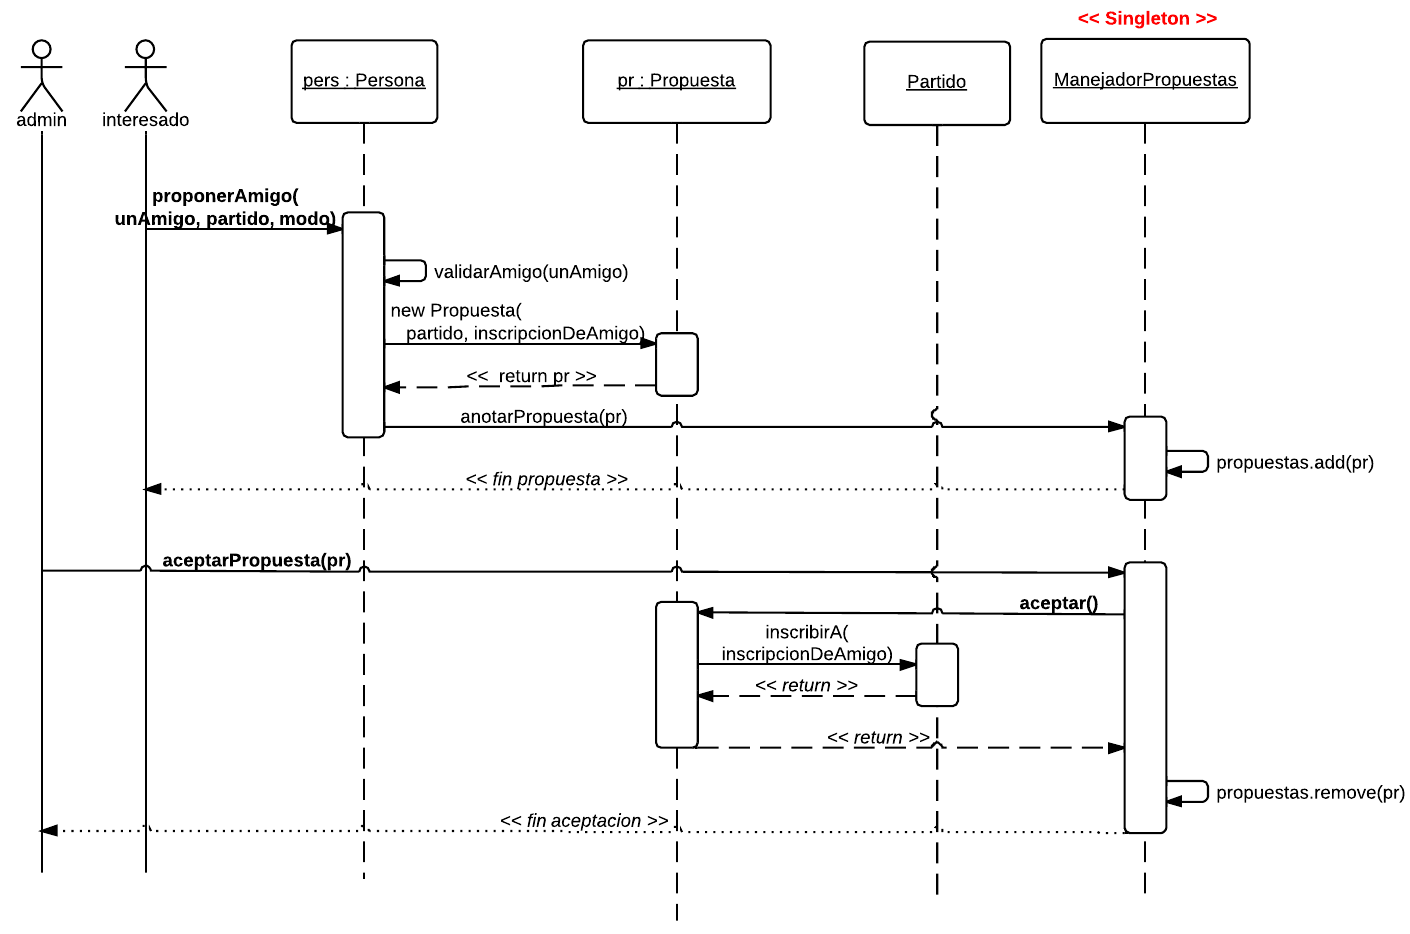 << Singleton >>
admin
interesado
pers : Persona
pr : Propuesta
Partido
ManejadorPropuestas
proponerAmigo(
unAmigo, partido, modo)
validarAmigo(unAmigo)
new Propuesta(
partido, inscripcionDeAmigo)
<< return pr >>
anotarPropuesta(pr)
propuestas.add(pr)
<< fin propuesta >>
aceptarPropuesta(pr)
aceptar()
inscribirA(
inscripcionDeAmigo)
<< return >>
<< return >>
propuestas.remove(pr)
<< fin aceptacion >>